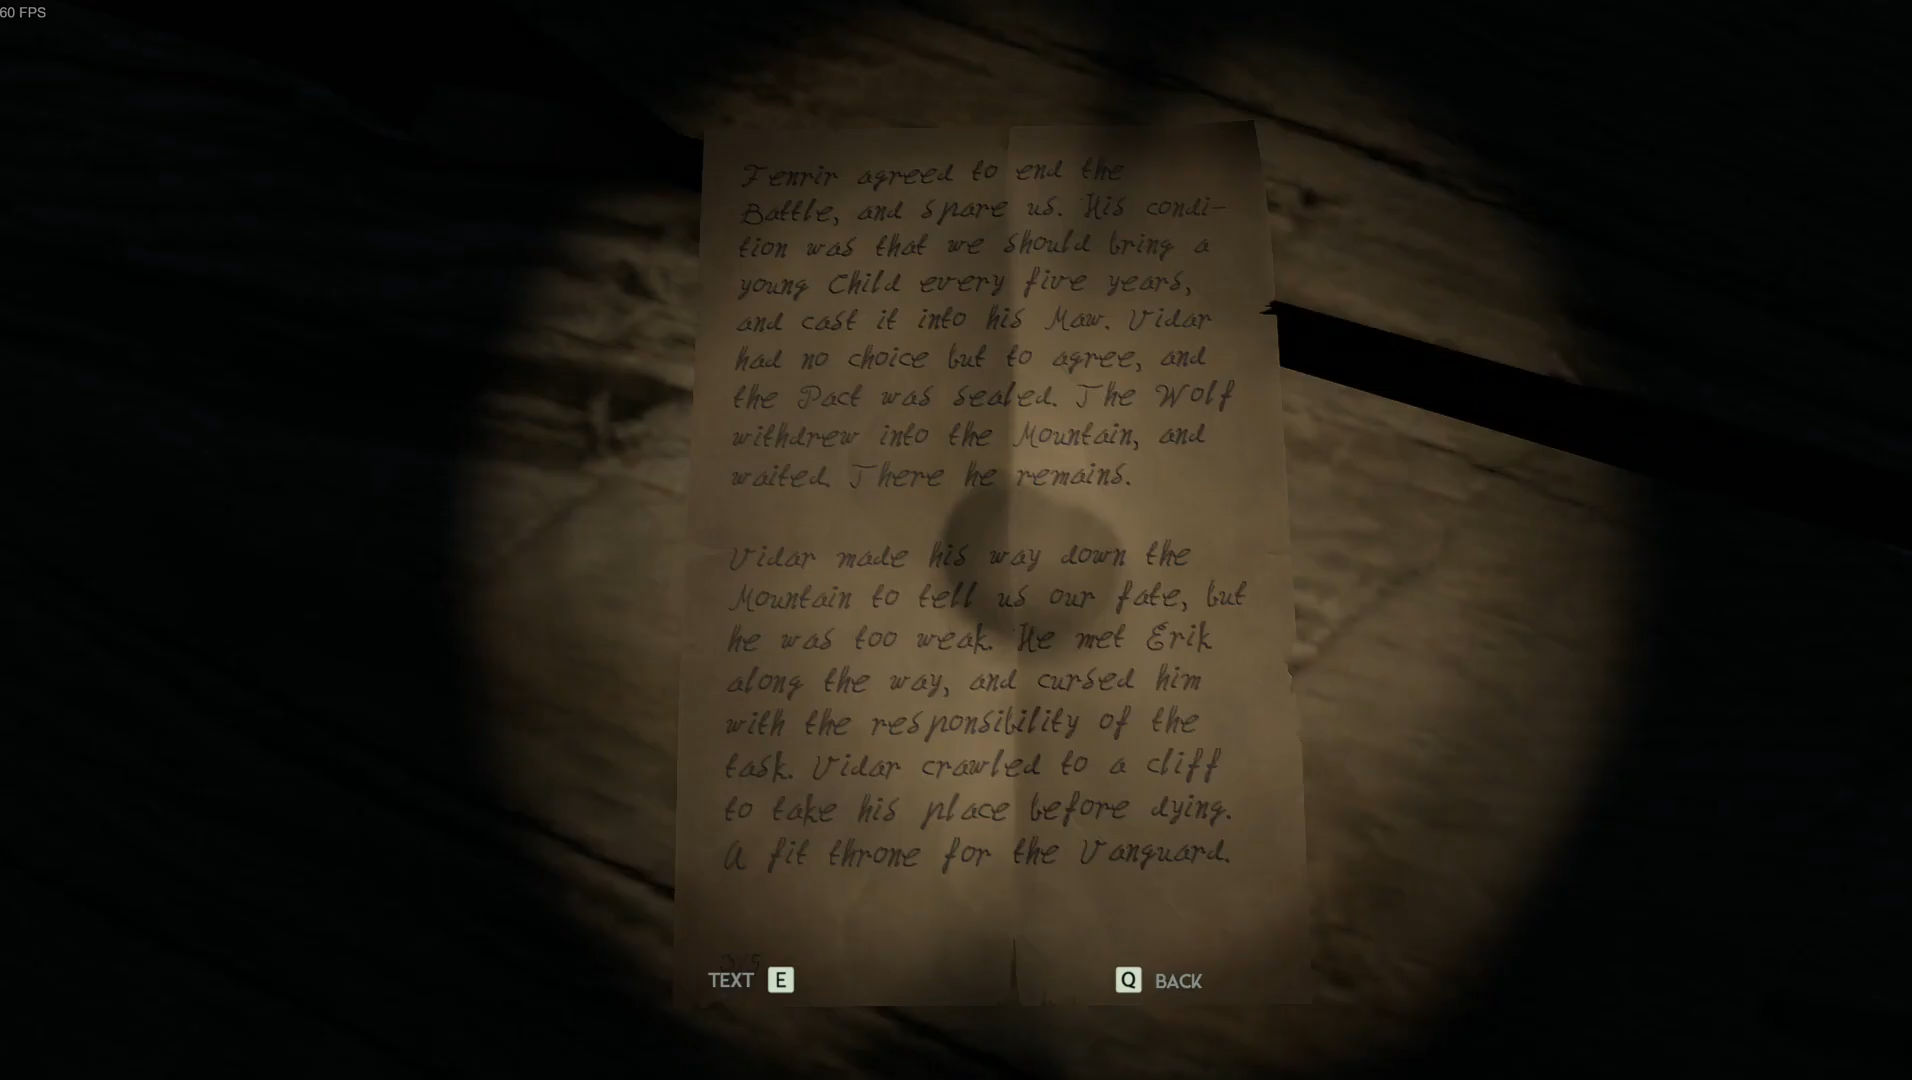 60 FPS
Fenrir agreed to end the
Battle, and spare us. His condi-
tion was that we should bring a
young Child every five years,
and cast it into his Maw. Vidar
had no choice but to agree, and
the Pact was sealed. The Wolf
withdrew into the Mountain, and
waited. There he remains.
Vidar made his way down the
Mountain to tell us our fate, but
he was too weak. He met Erik
along the way, and cursed him
with the responsibility of the
task. Vidar crawled to a cliff
to take his place before dying.
A fit throne for the Vanguard.
TEXT E
Q BACK